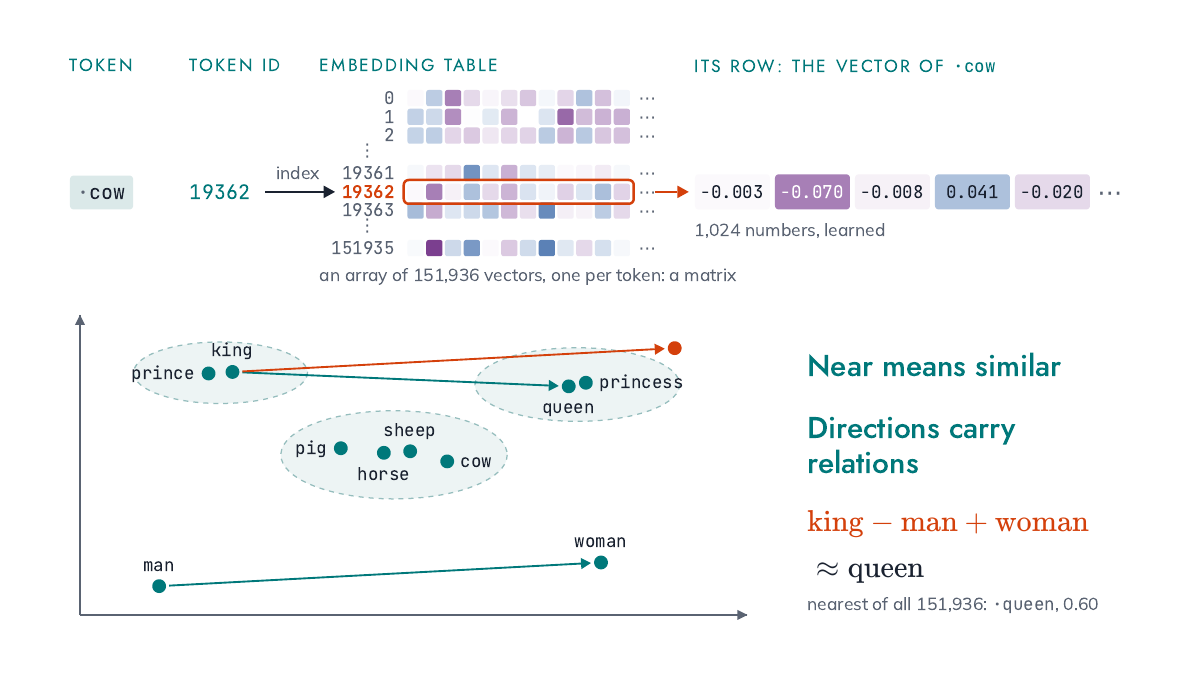 TOKEN
TOKEN ID
EMBEDDING TABLE
ITS ROW: THE VECTOR OF ·cow
0 ···
1 ···
2 ···
⋮
19361 ···
·cow
19362
index
19362 ···
-0.003 -0.070 -0.008 0.041 -0.020 ···
19363 ···
⋮
151935 ···
1,024 numbers, learned
an array of 151,936 vectors, one per token: a matrix
king
prince
princess
queen
sheep
pig
cow
horse
woman
man
Near means similar
Directions carry
relations
king − man + woman
≈ queen
nearest of all 151,936: ·queen, 0.60